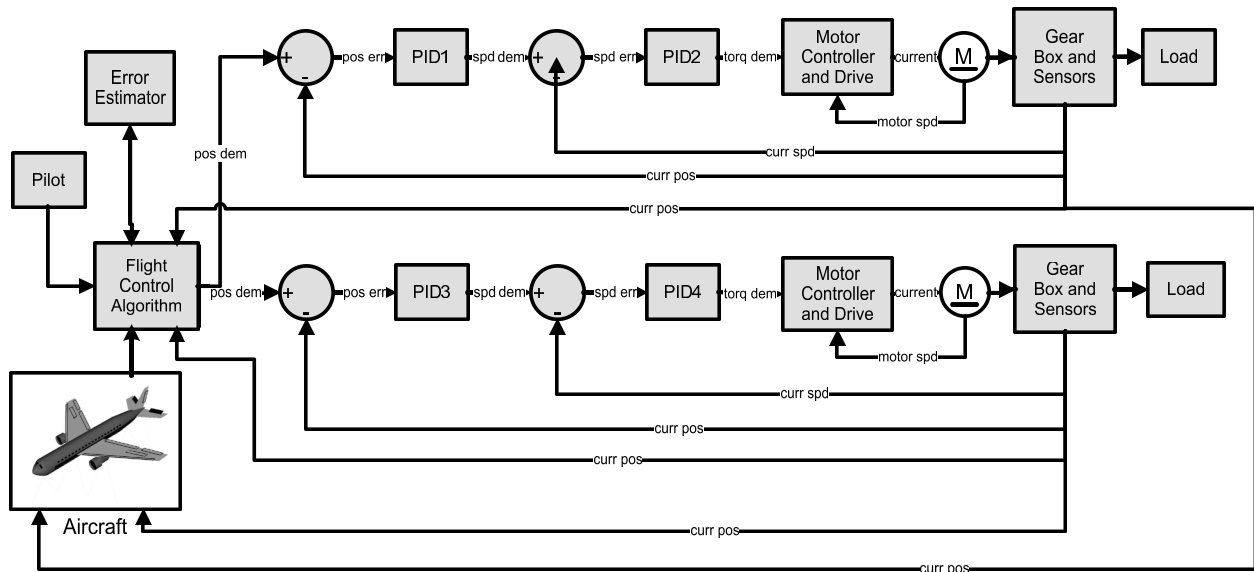 +
-
pos err
PID1
spd dem
+
-
spd err
PID2
torq dem
Motor
Controller
and Drive
current
M
Gear
Box and
Sensors
Load
motor spd
curr spd
curr pos
curr pos
Error
Estimator
pos dem
Pilot
Flight
Control
Algorithm
pos dem
+
-
pos err
PID3
spd dem
+
-
spd err
PID4
torq dem
Motor
Controller
and Drive
current
M
Gear
Box and
Sensors
Load
motor spd
curr spd
curr pos
curr pos
curr pos
curr pos
Aircraft